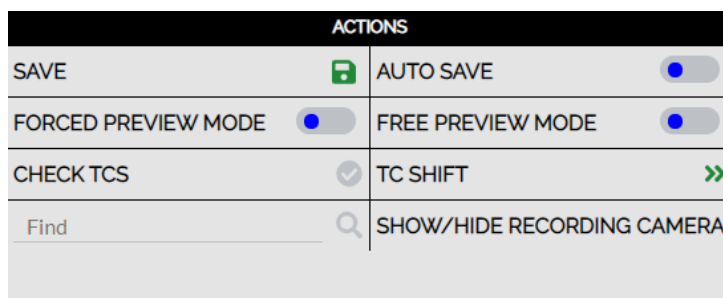 ACTIONS
SAVE
AUTO SAVE
FORCED PREVIEW MODE
FREE PREVIEW MODE
CHECK TCS
TC SHIFT
Find
SHOW/HIDE RECORDING CAMERA